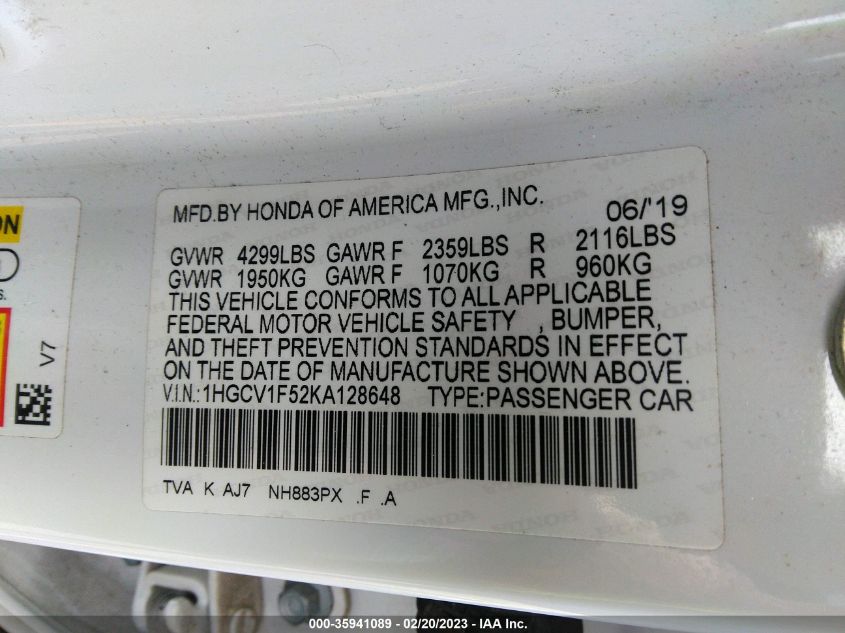 MFD.BY HONDA OF AMERICA MFG.,INC. 06/'19
GVWR 4299LBS GAWR F 2359LBS R 2116LBS
GVWR 1950KG GAWR F 1070KG R 960KG
THIS VEHICLE CONFORMS TO ALL APPLICABLE
FEDERAL MOTOR VEHICLE SAFETY , BUMPER,
AND THEFT PREVENTION STANDARDS IN EFFECT
ON THE DATE OF MANUFACTURE SHOWN ABOVE.
V.I.N.:1HGCV1F52KA128648 TYPE:PASSENGER CAR
TVA K AJ7 NH883PX .F .A
ON
S.
V7
000-35941089 - 02/20/2023 - IAA Inc.